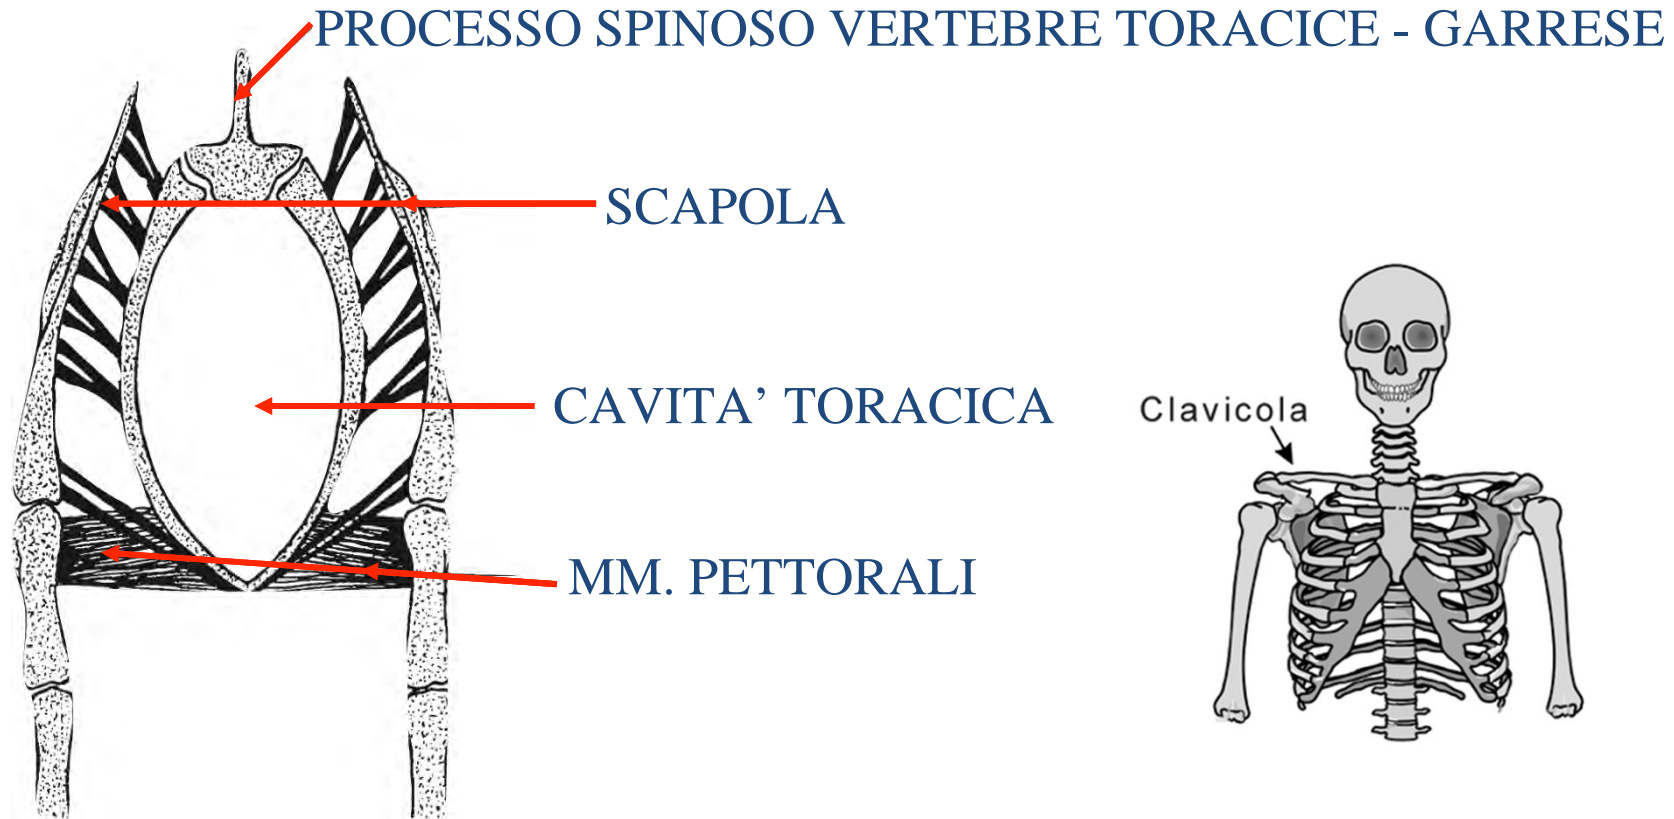 PROCESSO SPINOSO VERTEBRE TORACICE - GARRESE
SCAPOLA
CAVITA’ TORACICA
Clavicola
MM. PETTORALI